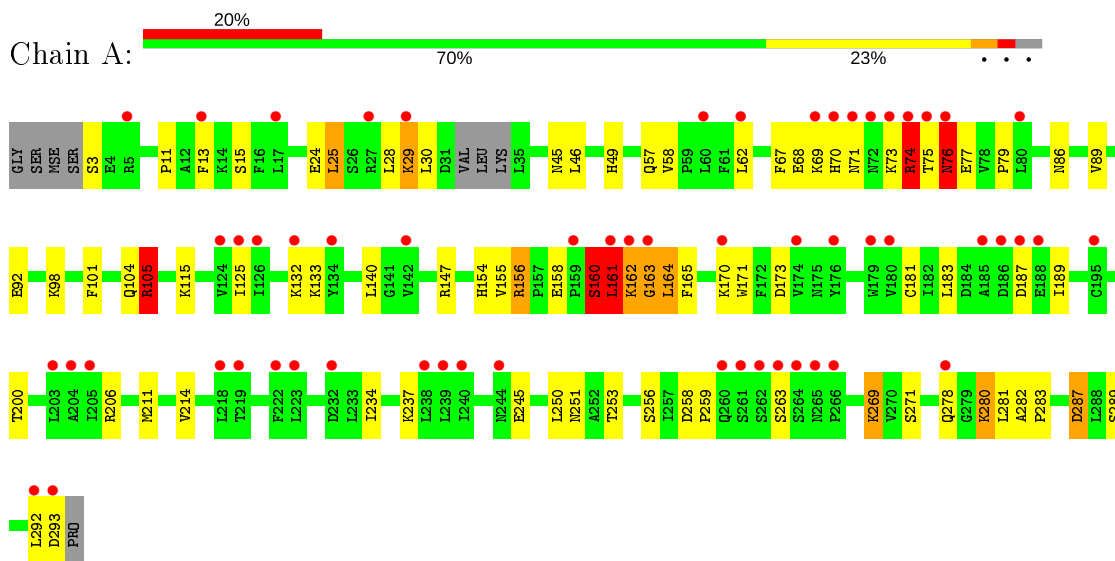 20%
Chain A:
70% 23% • • •
GLY SER MSE SER S3 E4 R5 P11 A12 F13 K14 S15 F16 L17 E24 L25 S26 R27 L28 K29 L30 D31 VAL LEU LYS L35 N45 L46 H49 Q57 V58 P59 L60 F61 L62 F67 E68 K69 H70 N71 N72 K73 R74 T75 N76 E77 V78 P79 L80 N86 V89
E92 K98 F101 Q104 R105 K115 V124 I125 I126 K132 K133 Y134 L140 G141 V142 R147 H154 V155 R156 P157 E158 P159 S160 L161 K162 G163 L164 F165 K170 W171 F172 D173 V174 N175 Y176 W179 V180 C181 I182 L183 D184 A185 D186 D187 E188 I189 C195
T200 L203 A204 I205 R206 M211 V214 L218 T219 F222 L223 D232 L233 I234 K237 L238 L239 I240 N244 E245 L250 N251 A252 T253 S256 I257 D258 P259 Q260 S261 S262 S263 S264 N265 P266 K269 V270 S271 Q278 G279 K280 L281 A282 P283 D287 L288
L292 D293 PRO